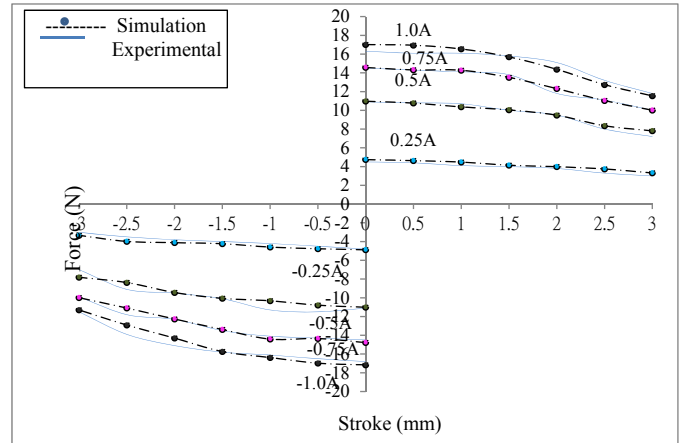 Simulation
Experimental
20
18
16
14
12
10
8
6
4
2
0
-2
-4
-6
-8
-10
-12
-14
-16
-18
-20
1.0A
0.75A
0.5A
0.25A
-3 -2.5 -2 -1.5 -1 -0.5 0 0.5 1 1.5 2 2.5 3
Force (N)
-0.25A
-0.5A
-0.75A
-1.0A
Stroke (mm)